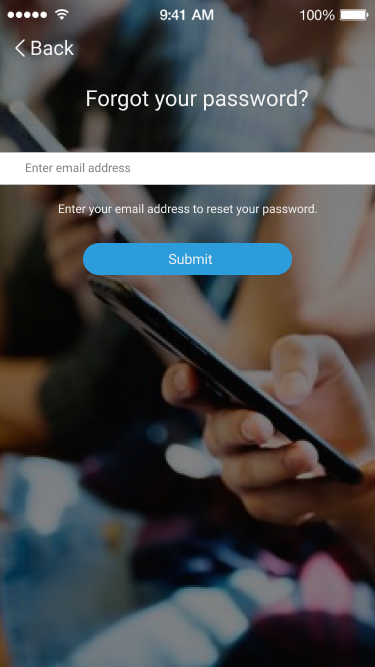 9:41 AM 100%
Back
Forgot your password?
Enter email address
Enter your email address to reset your password.
Submit